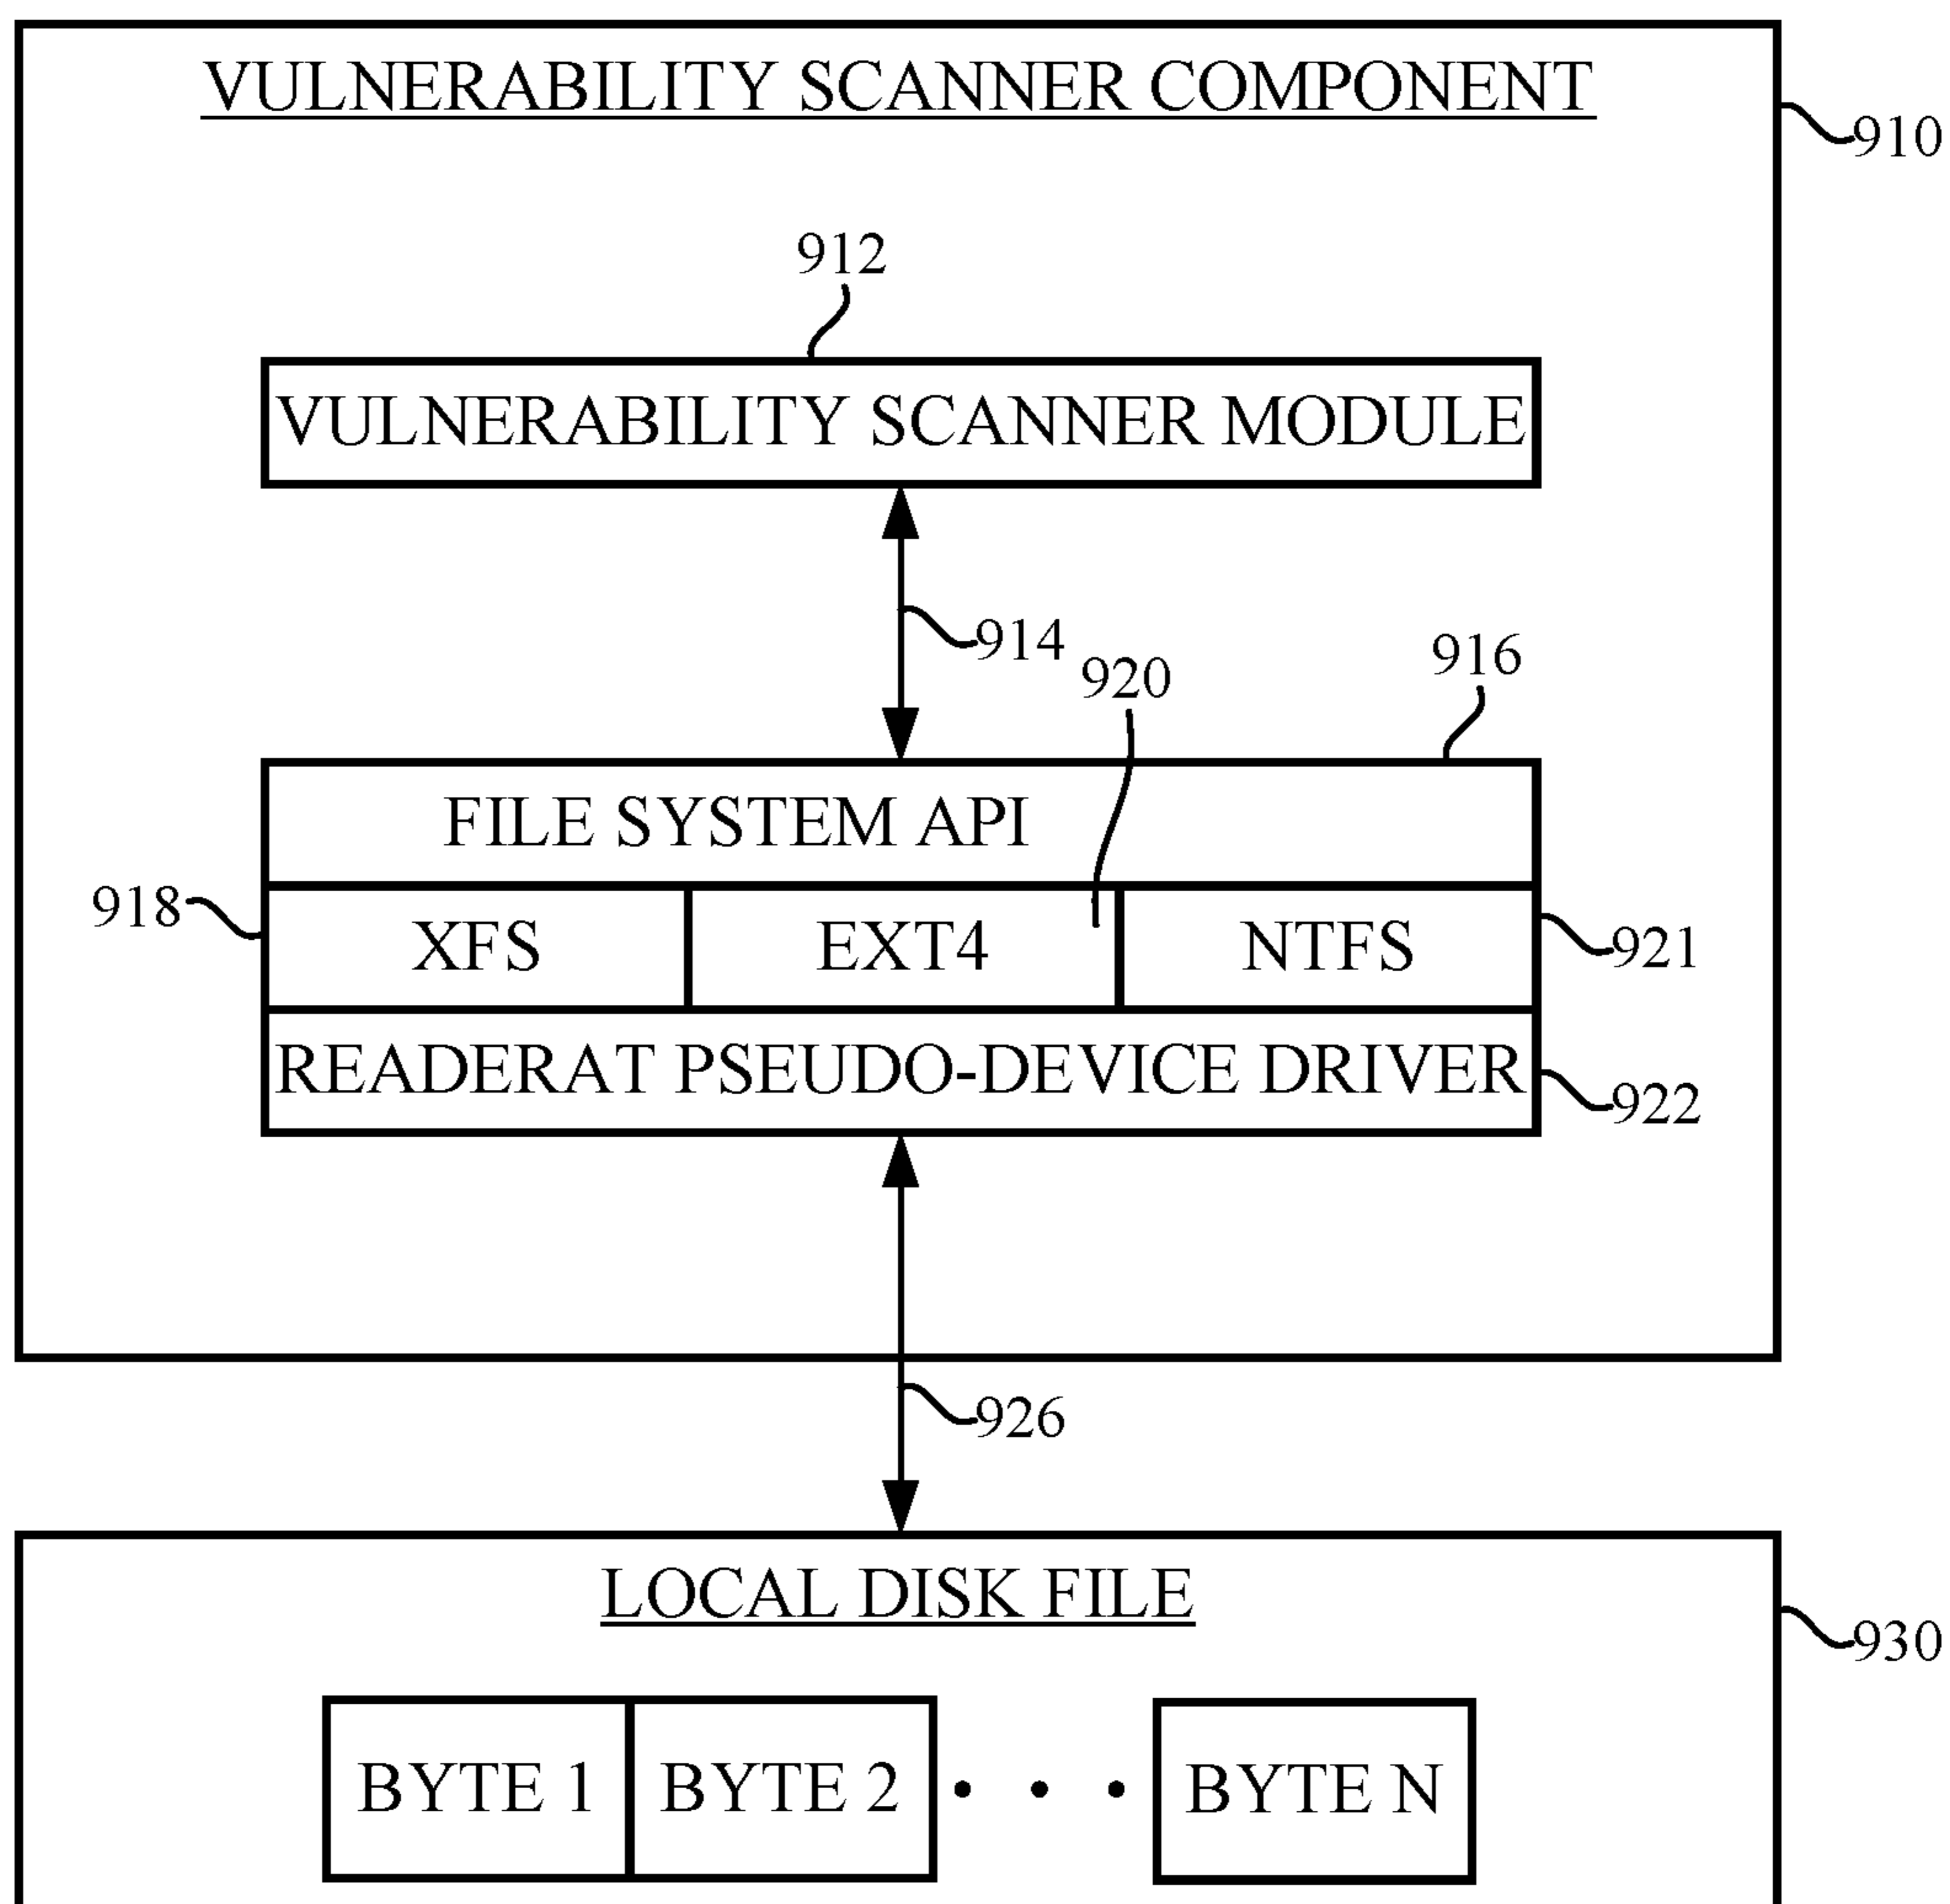 VULNERABILITY SCANNER COMPONENT
910
912
VULNERABILITY SCANNER MODULE
914
920
916
FILE SYSTEM API
918
XFS
EXT4
NTFS
921
READERAT PSEUDO-DEVICE DRIVER
922
926
LOCAL DISK FILE
930
BYTE 1
BYTE 2
• • •
BYTE N